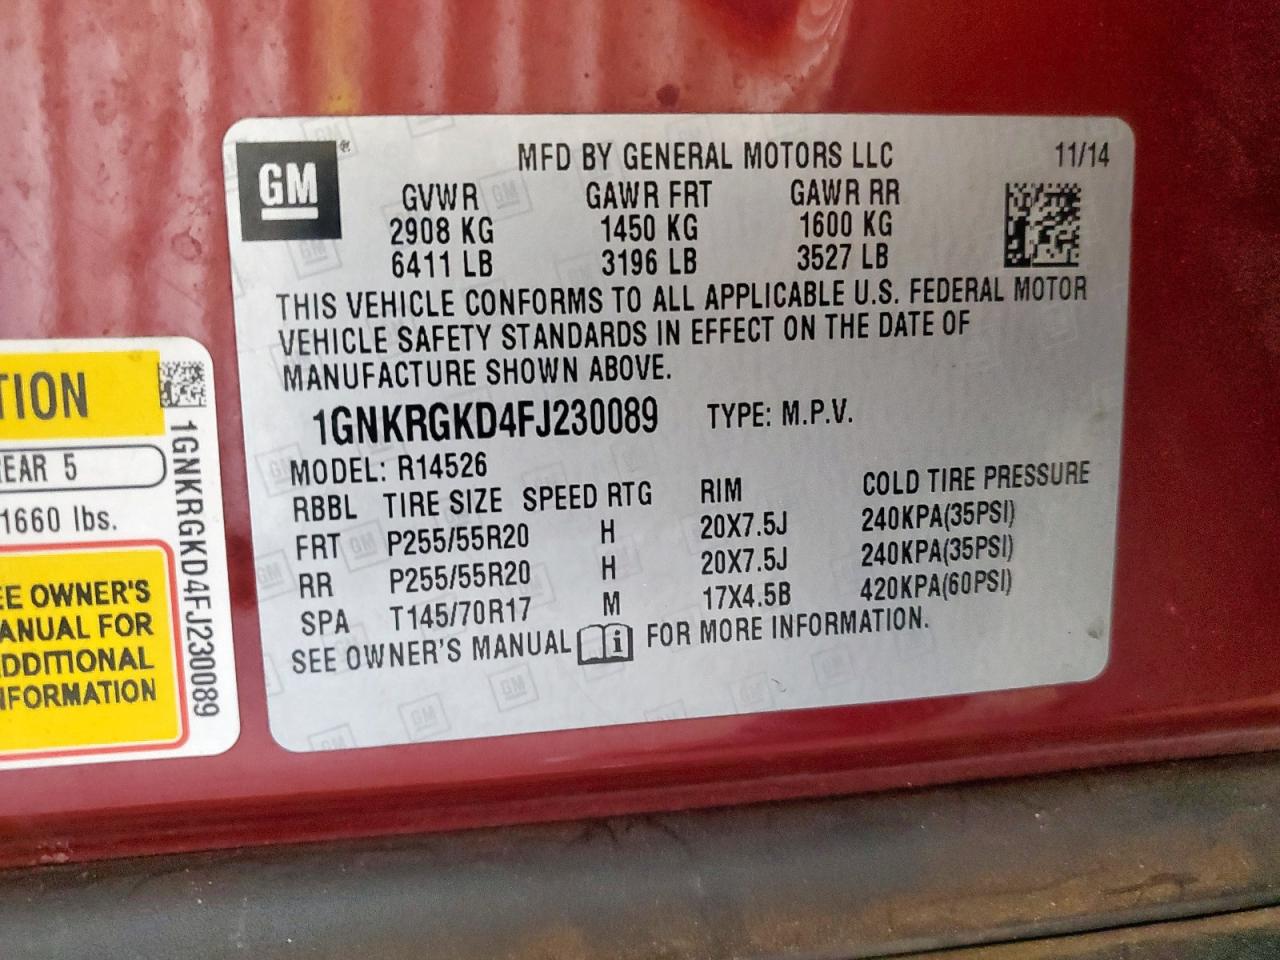 GM
MFD BY GENERAL MOTORS LLC 11/14
GVWR GAWR FRT GAWR RR
2908 KG 1450 KG 1600 KG
6411 LB 3196 LB 3527 LB
THIS VEHICLE CONFORMS TO ALL APPLICABLE U.S. FEDERAL MOTOR
VEHICLE SAFETY STANDARDS IN EFFECT ON THE DATE OF
MANUFACTURE SHOWN ABOVE.
1GNKRGKD4FJ230089 TYPE: M.P.V.
MODEL: R14526
RBBL TIRE SIZE SPEED RTG RIM COLD TIRE PRESSURE
FRT P255/55R20 H 20X7.5J 240KPA(35PSI)
RR P255/55R20 H 20X7.5J 240KPA(35PSI)
SPA T145/70R17 M 17X4.5B 420KPA(60PSI)
SEE OWNER'S MANUAL FOR MORE INFORMATION.
TION
EAR 5
1660 lbs.
EE OWNER'S
ANUAL FOR
DDITIONAL
NFORMATION
1GNKRGKD4FJ230089